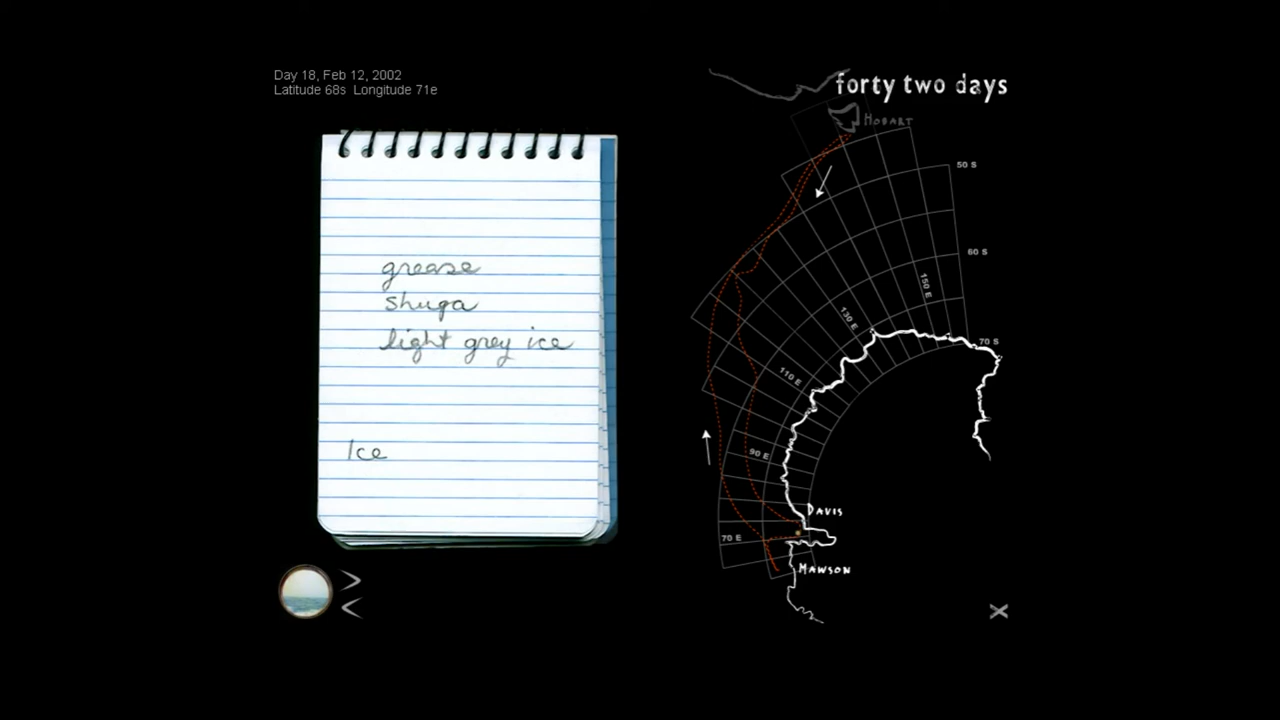 Day 18, Feb 12, 2002
Latitude 68s Longitude 71e
forty two days
HOBART
50 S
60 S
150 E
130 E
70 S
110 E
90 E
DAVIS
70 E
MAWSON
grease
shuga
light grey ice
Ice
>
<
×